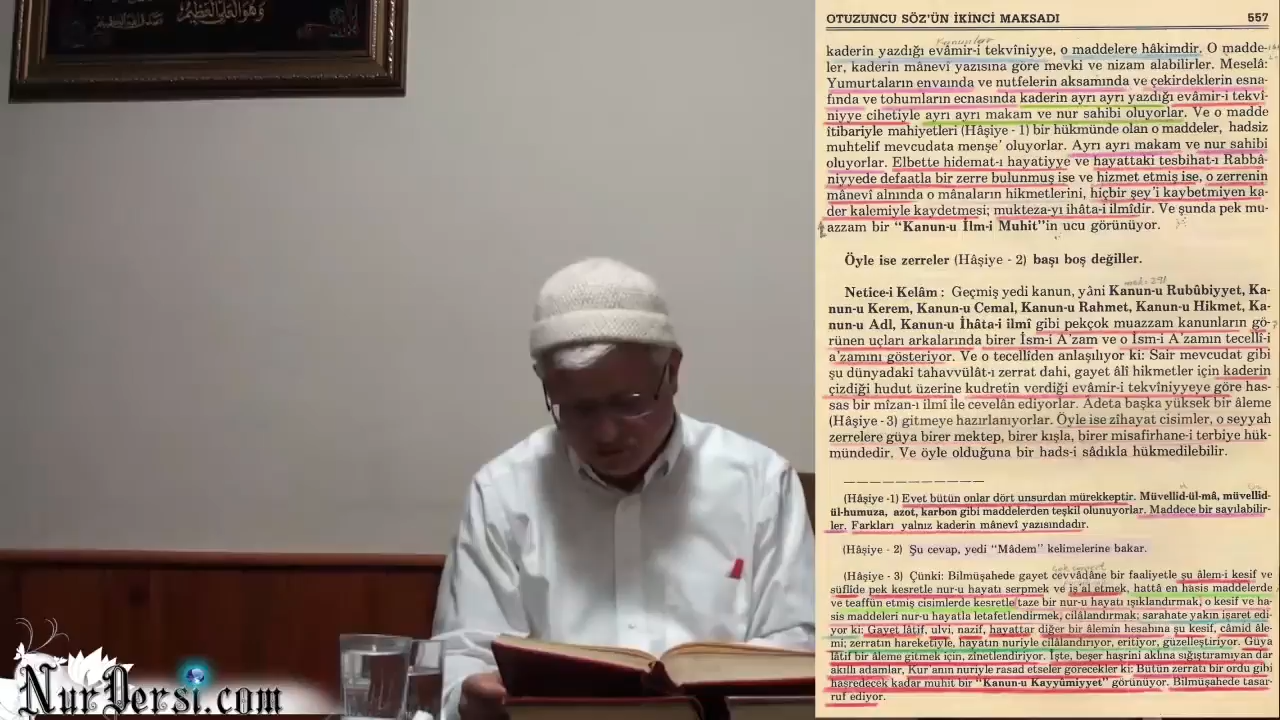 وَهُوَ الْعَلِىُّ الْعَظِيمُ
OTUZUNCU SÖZ'ÜN İKİNCİ MAKSADI 557
kaderin yazdığı evâmir-i tekvîniyye, o maddelere hâkimdir. O madde-
ler, kaderin mânevî yazısına göre mevki ve nizam alabilirler. Meselâ:
Yumurtaların envaında ve nutfelerin aksamında ve çekirdeklerin esna-
fında ve tohumların ecnasında kaderin ayrı ayrı yazdığı evâmir-i tekvi-
niyye cihetiyle ayrı ayrı makam ve nur sahibi oluyorlar. Ve o madde
îtibariyle mahiyetleri (Hâşiye - 1) bir hükmünde olan o maddeler, hadsiz
muhtelif mevcudata menşe' oluyorlar. Ayrı ayrı makam ve nur sahibi
oluyorlar. Elbette hidemat-ı hayatiyye ve hayattaki tesbihat-ı Rabbâ-
niyyede defaatla bir zerre bulunmuş ise ve hizmet etmiş ise, o zerrenin
mânevî alnında o mânaların hikmetlerini, hiçbir şey'i kaybetmiyen ka-
der kalemiyle kaydetmesi; mukteza-yı ihâta-i ilmîdir. Ve şunda pek mu-
azzam bir "Kanun-u İlm-i Muhit"in ucu görünüyor.
Öyle ise zerreler (Hâşiye - 2) başı boş değiller.
Netice-i Kelâm : Geçmiş yedi kanun, yâni Kanun-u Rubûbiyyet, Ka-
nun-u Kerem, Kanun-u Cemal, Kanun-u Rahmet, Kanun-u Hikmet, Ka-
nun-u Adl, Kanun-u İhâta-i ilmî gibi pekçok muazzam kanunların gö-
rünen uçları arkalarında birer İsm-i A'zam ve o İsm-i A'zamın tecellî-i
a'zamını gösteriyor. Ve o tecellîden anlaşılıyor ki: Sair mevcudat gibi
şu dünyadaki tahavvülât-ı zerrat dahi, gayet âlî hikmetler için kaderin
çizdiği hudut üzerine kudretin verdiği evâmir-i tekvîniyyeye göre has-
sas bir mîzan-ı ilmî ile cevelân ediyorlar. Adeta başka yüksek bir âleme
(Hâşiye - 3) gitmeye hazırlanıyorlar. Öyle ise zîhayat cisimler, o seyyah
zerrelere güya birer mektep, birer kışla, birer misafirhane-i terbiye hük-
mündedir. Ve öyle olduğuna bir hads-i sâdıkla hükmedilebilir.
(Hâşiye -1) Evet bütün onlar dört unsurdan mürekkeptir. Müvellid-ül-mâ, müvellid-
ül-humuza, azot, karbon gibi maddelerden teşkil olunuyorlar. Maddece bir sayılabilir-
ler. Farkları yalnız kaderin mânevî yazısındadır.
(Hâşiye - 2) Şu cevap, yedi "Mâdem" kelimelerine bakar.
(Hâşiye - 3) Çünki: Bilmüşahede gayet cevvâdâne bir faaliyetle şu âlem-i kesif ve
süflîde pek kesretle nur-u hayatı serpmek ve iş'al etmek, hattâ en hasis maddelerde
ve teaffün etmiş cisimlerde kesretle taze bir nur-u hayatı ışıklandırmak, o kesif ve ha-
sis maddeleri nur-u hayatla letafetlendirmek, cilâlandırmak; sarahate yakın işaret edi-
yor ki: Gayet lâtif, ulvi, nazif, hayattar diğer bir âlemin hesabına şu kesif, câmid âle-
mi; zerratın hareketiyle, hayatın nuriyle cilâlandırıyor, eritiyor, güzelleştiriyor. Güya
lâtif bir âleme gitmek için, zînetlendiriyor. İşte, beşer haşrini aklına sığıştıramıyan dar
akıllı adamlar, Kur'anın nuriyle rasad etseler görecekler ki: Bütün zerratı bir ordu gibi
haşredecek kadar muhit bir "Kanun-u Kayyûmiyyet" görünüyor. Bilmüşahede tasar-
ruf ediyor.
NurDersi.com